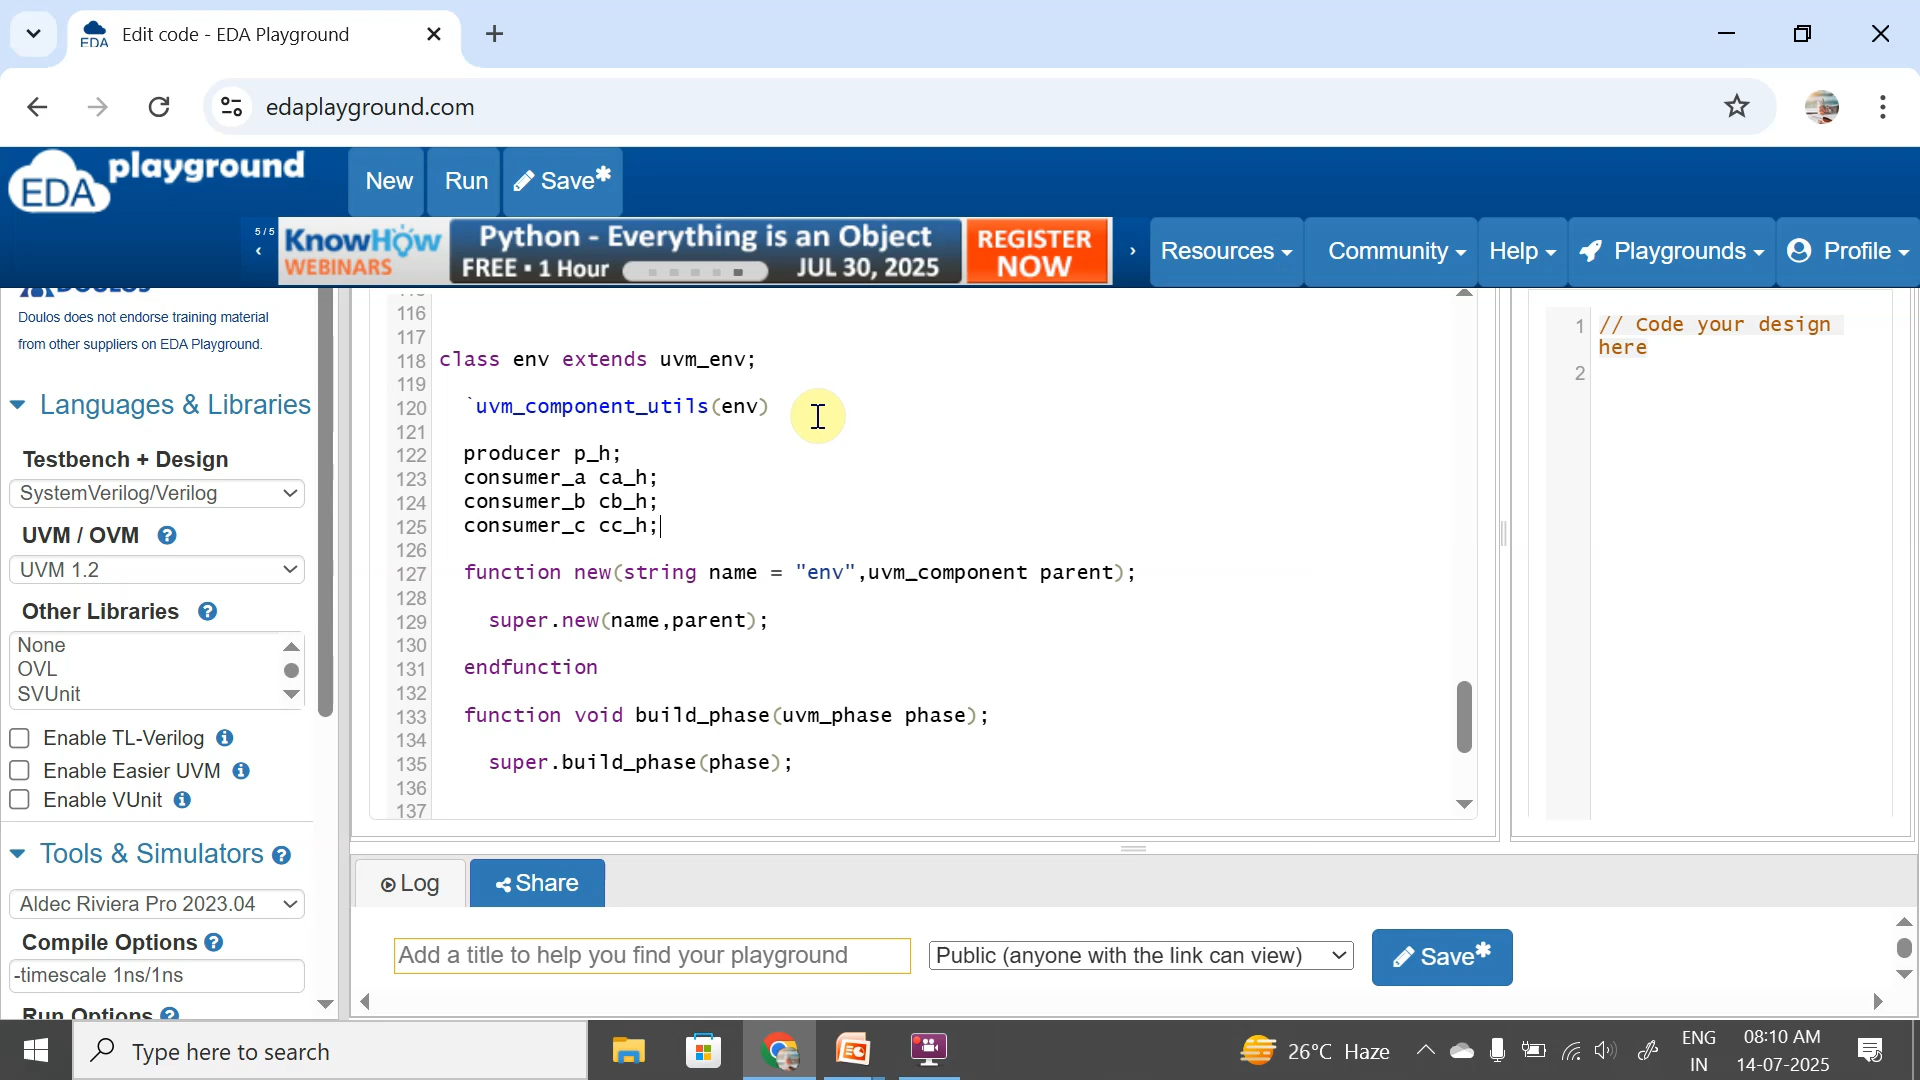 EDA
Edit code - EDA Playground
edaplayground.com
EDA playground
New
Run
Save*
5/5
KnowHow
WEBINARS
Python - Everything is an Object
FREE • 1 Hour
JUL 30, 2025
REGISTER
NOW
Resources
Community
Help
Playgrounds
Profile
Doulos does not endorse training material
from other suppliers on EDA Playground.
Languages & Libraries
Testbench + Design
SystemVerilog/Verilog
UVM / OVM ?
UVM 1.2
Other Libraries ?
None
OVL
SVUnit
Enable TL-Verilog
Enable Easier UVM
Enable VUnit
Tools & Simulators ?
Aldec Riviera Pro 2023.04
Compile Options ?
-timescale 1ns/1ns
Run Options ?
116
117
118 class env extends uvm_env;
119
120 `uvm_component_utils(env)
121
122 producer p_h;
123 consumer_a ca_h;
124 consumer_b cb_h;
125 consumer_c cc_h;
126
127 function new(string name = "env",uvm_component parent);
128
129 super.new(name,parent);
130
131 endfunction
132
133 function void build_phase(uvm_phase phase);
134
135 super.build_phase(phase);
136
137
1 // Code your design
here
2
Log
Share
Add a title to help you find your playground
Public (anyone with the link can view)
Save*
Type here to search
26°C Haze
ENG
IN
08:10 AM
14-07-2025